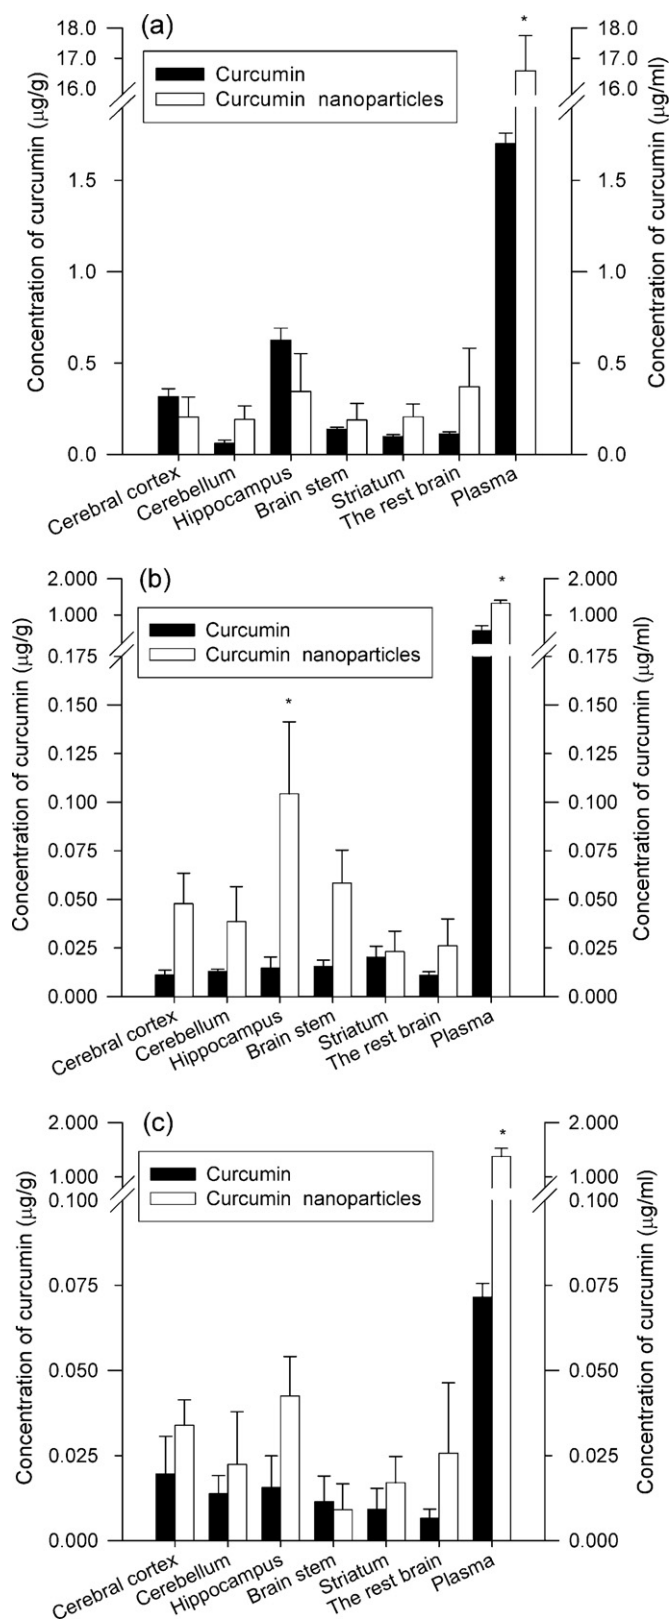 (a)
Curcumin
Curcumin nanoparticles
*
Concentration of curcumin (µg/g)
18.0
17.0
16.0
1.5
1.0
0.5
0.0
18.0
17.0
16.0
1.5
1.0
0.5
0.0
Concentration of curcumin (µg/ml)
Cerebral cortex
Cerebellum
Hippocampus
Brain stem
Striatum
The rest brain
Plasma
(b)
Curcumin
Curcumin nanoparticles
*
*
Concentration of curcumin (µg/g)
2.000
1.000
0.175
0.150
0.125
0.100
0.075
0.050
0.025
0.000
2.000
1.000
0.175
0.150
0.125
0.100
0.075
0.050
0.025
0.000
Concentration of curcumin (µg/ml)
Cerebral cortex
Cerebellum
Hippocampus
Brain stem
Striatum
The rest brain
Plasma
(c)
Curcumin
Curcumin nanoparticles
*
Concentration of curcumin (µg/g)
2.000
1.000
0.100
0.075
0.050
0.025
0.000
2.000
1.000
0.100
0.075
0.050
0.025
0.000
Concentration of curcumin (µg/ml)
Cerebral cortex
Cerebellum
Hippocampus
Brain stem
Striatum
The rest brain
Plasma